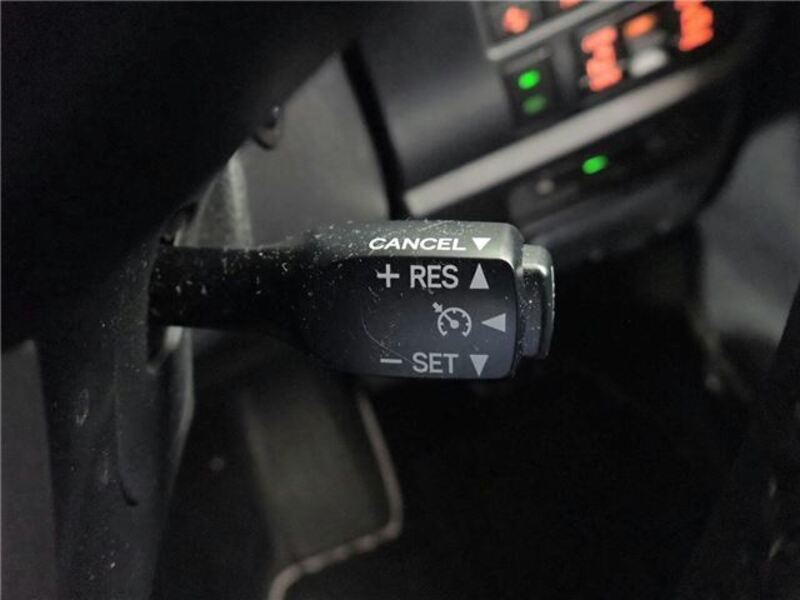 CANCEL▼
+ RES ▲
◀
− SET ▼